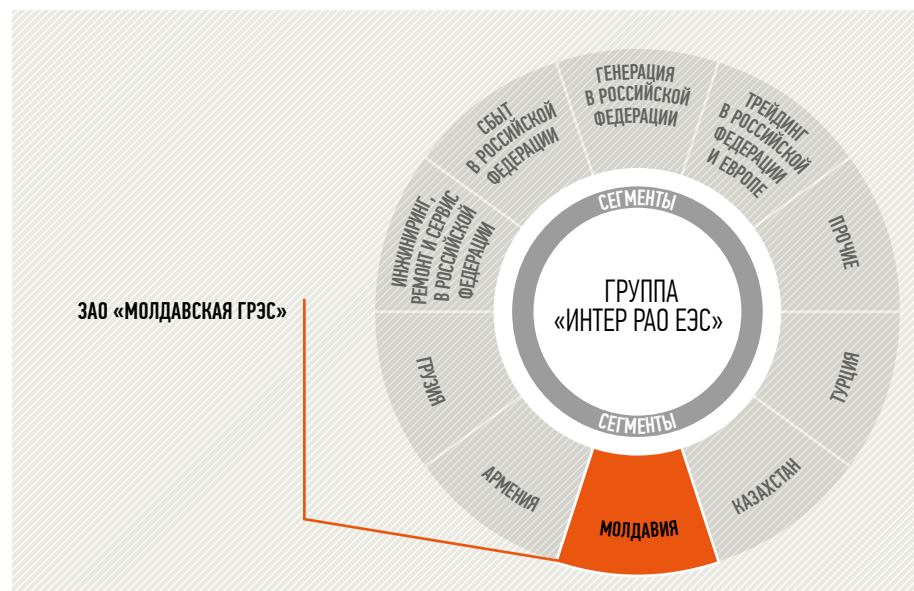 ЗАО «МОЛДАВСКАЯ ГРЭС»
ГЕНЕРАЦИЯ
В РОССИЙСКОЙ
ФЕДЕРАЦИИ
ТРЕЙДИНГ
В РОССИЙСКОЙ
ФЕДЕРАЦИИ
И ЕВРОПЕ
ПРОЧИЕ
ТУРЦИЯ
КАЗАХСТАН
МОЛДАВИЯ
АРМЕНИЯ
ГРУЗИЯ
ИНЖИНИРИНГ,
РЕМОНТ И СЕРВИС
В РОССИЙСКОЙ
ФЕДЕРАЦИИ
СБЫТ
В РОССИЙСКОЙ
ФЕДЕРАЦИИ
СЕГМЕНТЫ
ГРУППА
«ИНТЕР РАО ЕЭС»
СЕГМЕНТЫ